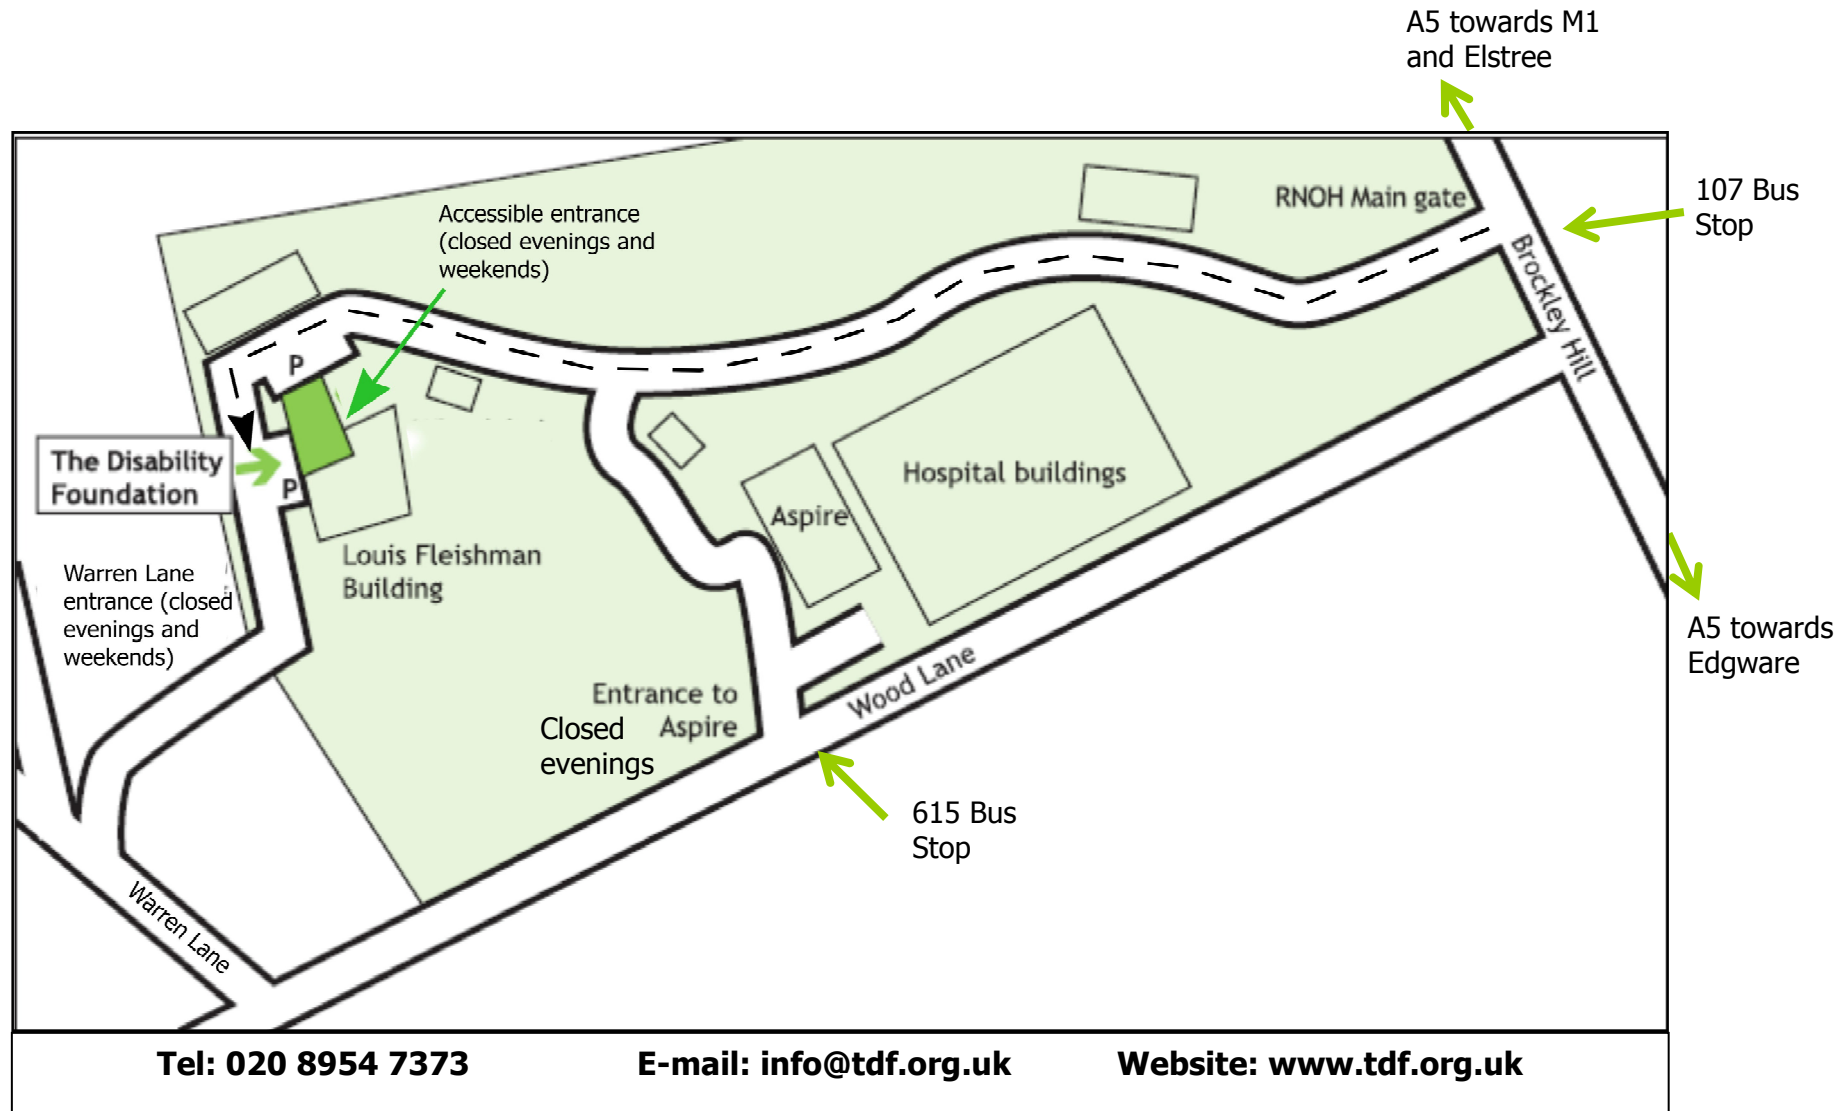 A5 towards M1
and Elstree
107 Bus
Stop
RNOH Main gate
Brockley Hill
Accessible entrance
(closed evenings and
weekends)
P
The Disability
Foundation
P
Hospital buildings
Aspire
Louis Fleishman
Building
Warren Lane
entrance (closed
evenings and
weekends)
A5 towards
Edgware
Entrance to
Aspire
Closed
evenings
Wood Lane
615 Bus
Stop
Warren Lane
Tel: 020 8954 7373 E-mail: info@tdf.org.uk Website: www.tdf.org.uk